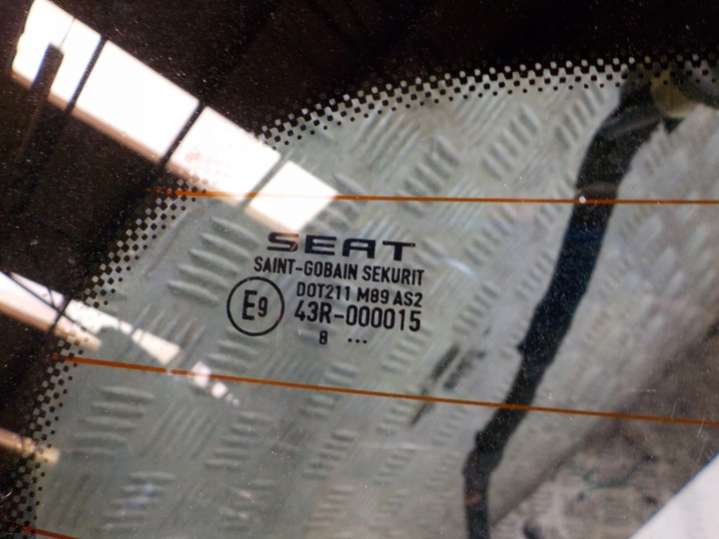 SEAT
SAINT-GOBAIN SEKURIT
DOT211 M89 AS2
E9 43R-000015
8 ...